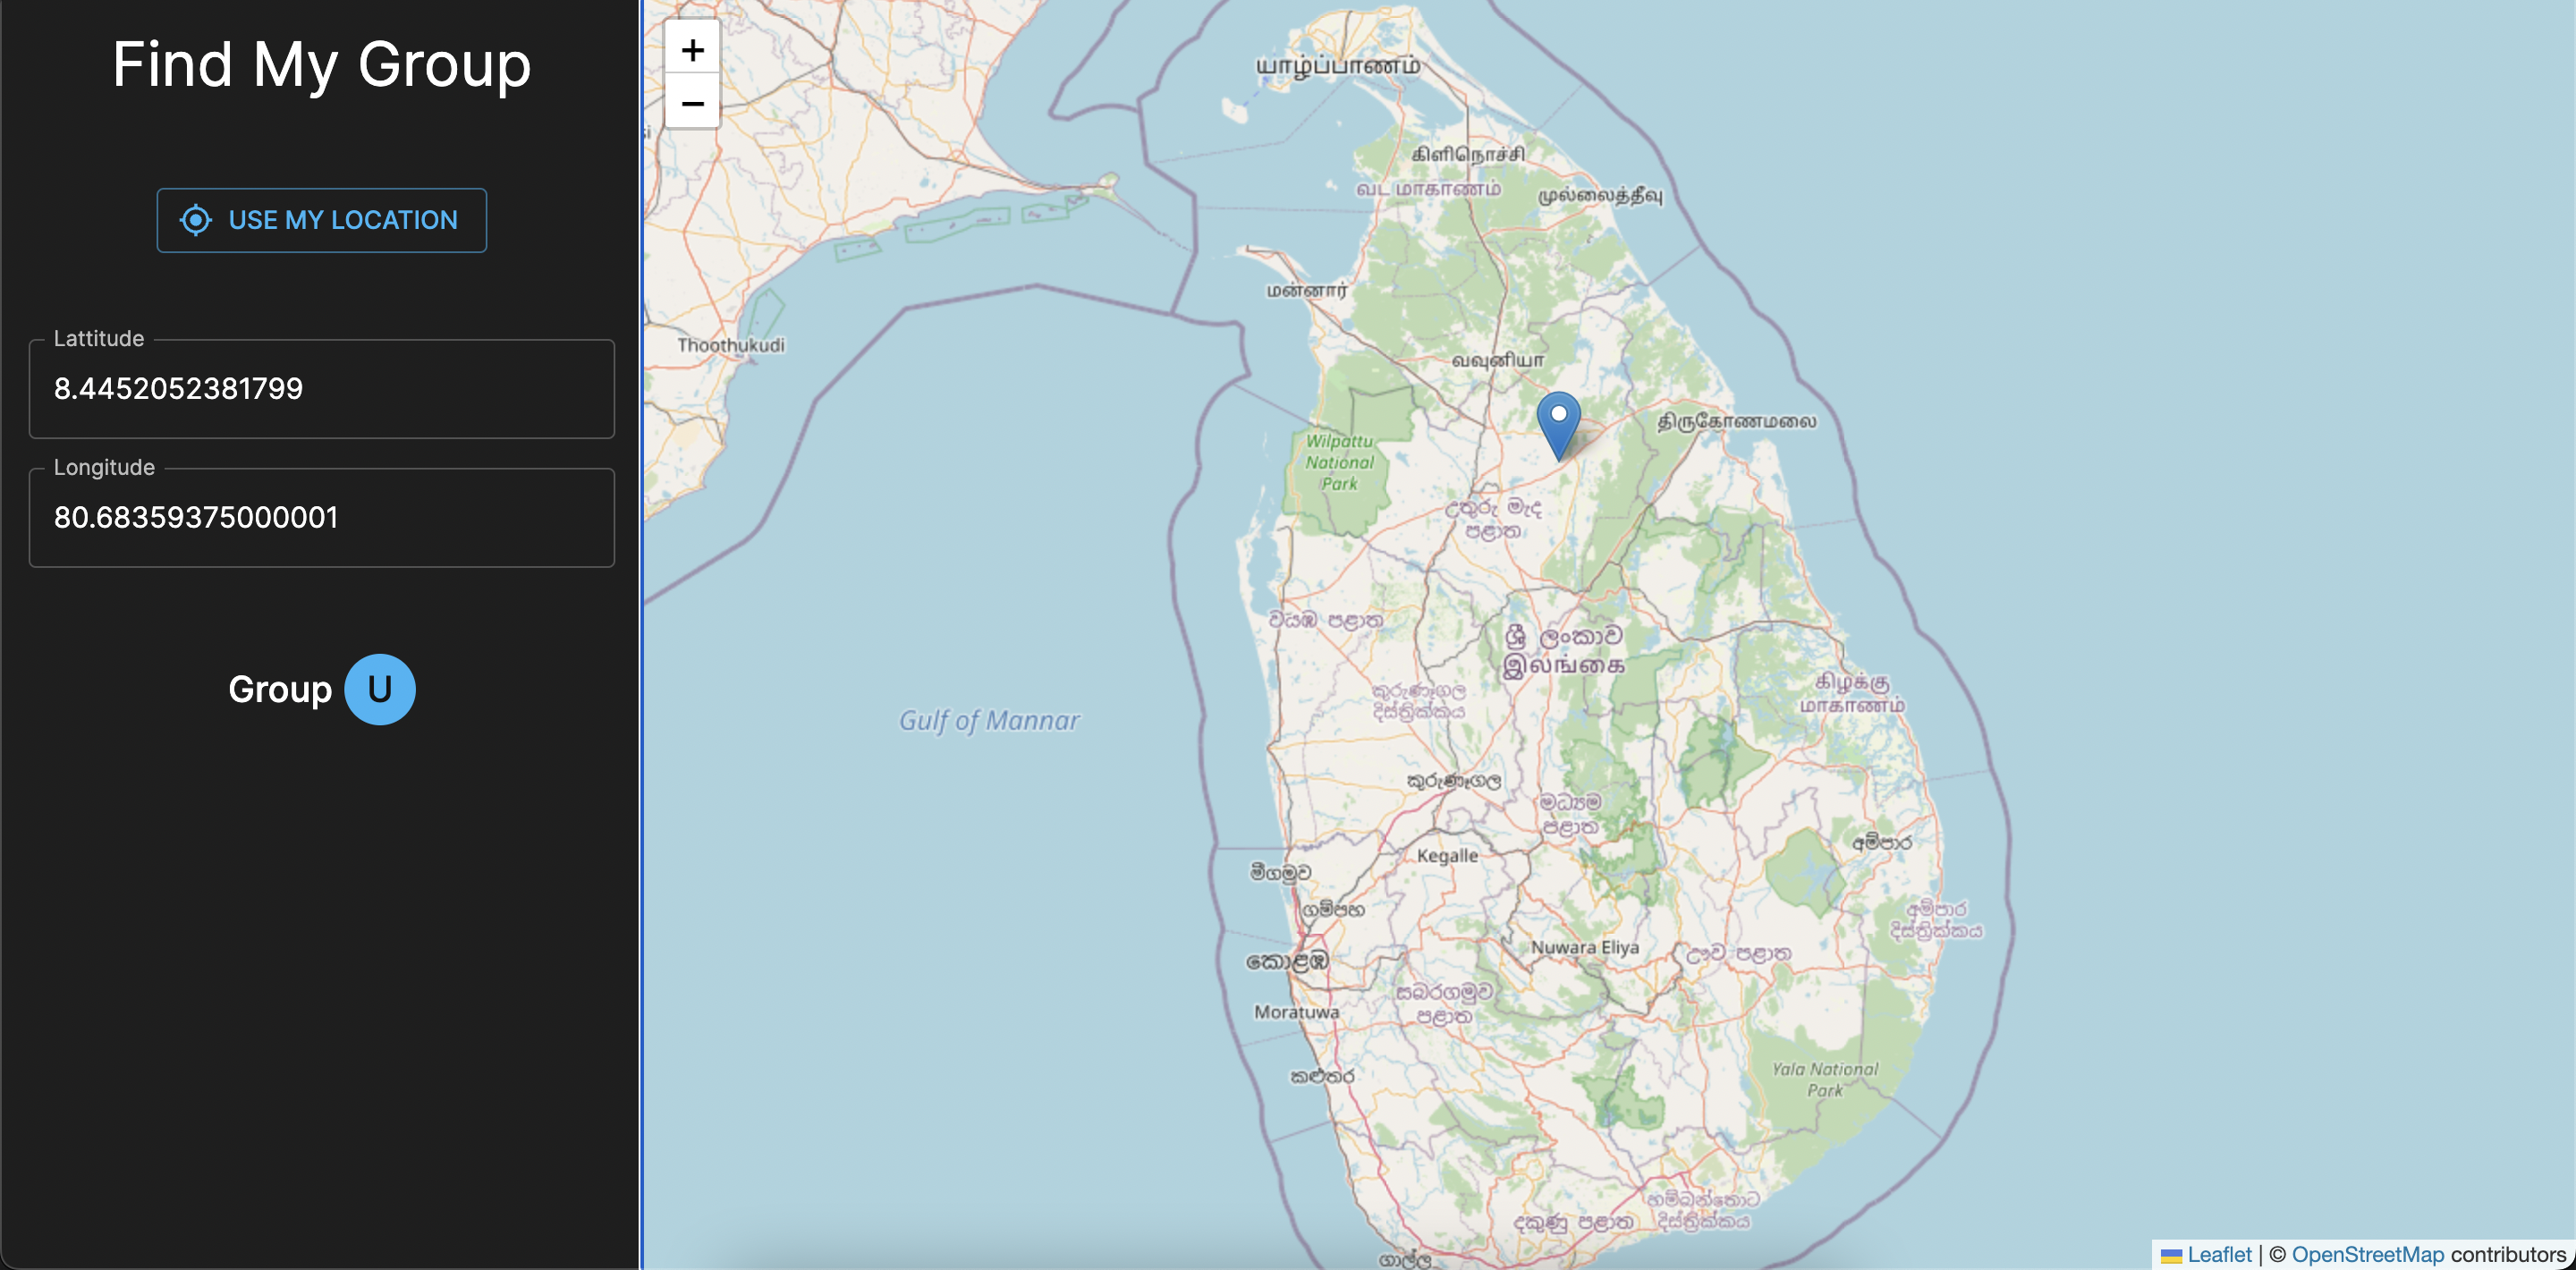 Find My Group
USE MY LOCATION
Lattitude
8.4452052381799
Longitude
80.68359375000001
Group U
+
−
யாழ்ப்பாணம்
கிளிநொச்சி
வட மாகாணம்
முல்லைத்தீவு
மன்னார்
Thoothukudi
வவுனியா
திருகோணமலை
Wilpattu
National
Park
උතුරු මැද
පළාත
වයඹ පළාත
ශ්‍රී ලංකාව
இலங்கை
කුරුණෑගල
දිස්ත්‍රික්කය
கிழக்கு
மாகாணம்
Gulf of Mannar
කුරුණෑගල
මධ්‍යම
පළාත
Kegalle
අම්පාර
මීගමුව
ගම්පහ
අම්පාර
දිස්ත්‍රික්කය
Nuwara Eliya
ඌව පළාත
කොළඹ
සබරගමුව
පළාත
Moratuwa
කළුතර
Yala National
Park
හම්බන්තොට
දිස්ත්‍රික්කය
දකුණු පළාත
ගාල්ල
Leaflet | © OpenStreetMap contributors